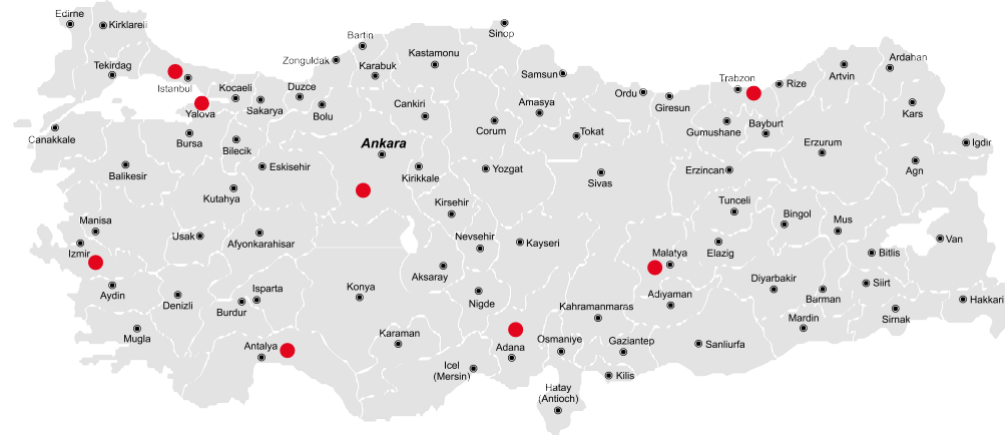 Edirne
Kirklareli
Tekirdag
Istanbul
Yalova
Kocaeli
Sakarya
Duzce
Bolu
Zonguldak
Bartin
Karabuk
Kastamonu
Sinop
Samsun
Cankiri
Corum
Amasya
Tokat
Ordu
Giresun
Trabzon
Rize
Artvin
Ardahan
Kars
Igdir
Agn
Gumushane
Bayburt
Erzurum
Erzincan
Canakkale
Balikesir
Bursa
Bilecik
Eskisehir
Kutahya
Ankara
Kirikkale
Yozgat
Sivas
Kirsehir
Nevsehir
Kayseri
Manisa
Izmir
Usak
Afyonkarahisar
Aydin
Denizli
Mugla
Burdur
Isparta
Antalya
Konya
Aksaray
Nigde
Karaman
Icel
(Mersin)
Adana
Osmaniye
Hatay
(Antioch)
Kahramanmaras
Gaziantep
Kilis
Malatya
Adiyaman
Sanliurfa
Tunceli
Elazig
Bingol
Mus
Bitlis
Van
Diyarbakir
Barman
Siirt
Mardin
Sirnak
Hakkari